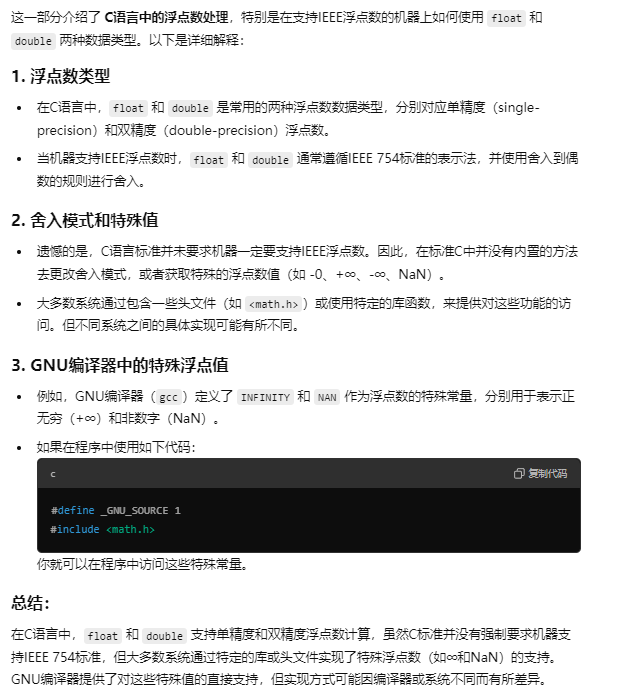 这一部分介绍了 C语言中的浮点数处理，特别是在支持IEEE浮点数的机器上如何使用 float 和
double 两种数据类型。以下是详细解释：
1. 浮点数类型
• 在C语言中，float 和 double 是常用的两种浮点数数据类型，分别对应单精度（single-
precision）和双精度（double-precision）浮点数。
• 当机器支持IEEE浮点数时，float 和 double 通常遵循IEEE 754标准的表示法，并使用舍入到偶
数的规则进行舍入。
2. 舍入模式和特殊值
• 遗憾的是，C语言标准并未要求机器一定要支持IEEE浮点数。因此，在标准C中并没有内置的方法
去更改舍入模式，或者获取特殊的浮点数值（如 -0、+∞、-∞、NaN）。
• 大多数系统通过包含一些头文件（如 <math.h>）或使用特定的库函数，来提供对这些功能的访
问。但不同系统之间的具体实现可能有所不同。
3. GNU编译器中的特殊浮点值
• 例如，GNU编译器（gcc）定义了 INFINITY 和 NAN 作为浮点数的特殊常量，分别用于表示正
无穷（+∞）和非数字（NaN）。
• 如果在程序中使用如下代码：
c 复制代码
#define _GNU_SOURCE 1
#include <math.h>
你就可以在程序中访问这些特殊常量。
总结：
在C语言中，float 和 double 支持单精度和双精度浮点数计算，虽然C标准并没有强制要求机器支
持IEEE 754标准，但大多数系统通过特定的库或头文件实现了特殊浮点数（如∞和NaN）的支持。
GNU编译器提供了对这些特殊值的直接支持，但实现方式可能因编译器或系统不同而有所差异。